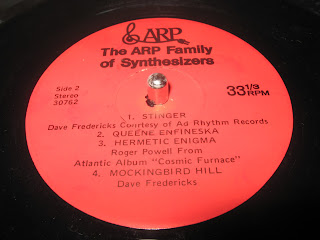 ARP
The ARP Family
of Synthesizers
Side 2
Stereo
30762
33 1/3
RPM
1. STINGER
Dave Fredericks Courtesy of Ad Rhythm Records
2. QUEENE ENFINESKA
3. HERMETIC ENIGMA
Roger Powell From
Atlantic Album "Cosmic Furnace"
4. MOCKINGBIRD HILL
Dave Fredericks